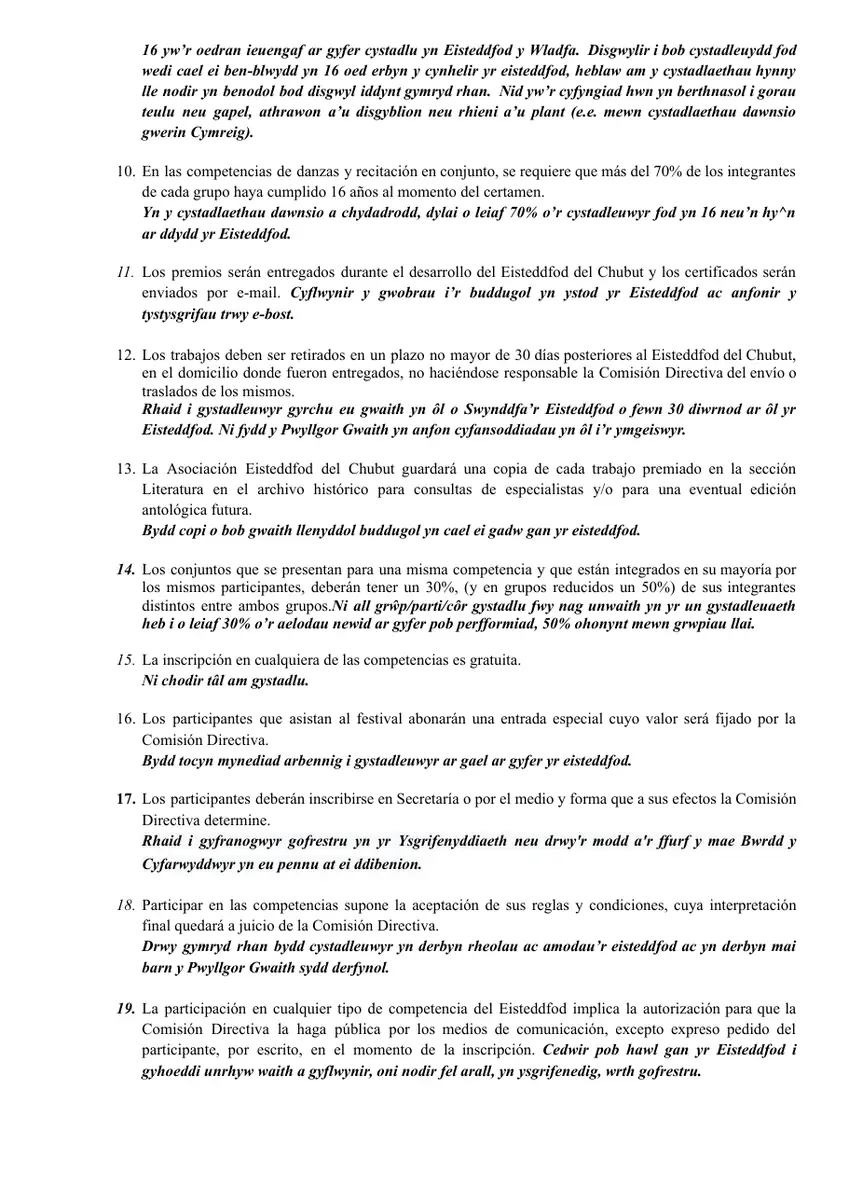 16 yw’r oedran ieuengaf ar gyfer cystadlu yn Eisteddfod y Wladfa. Disgwylir i bob cystadleuydd fod
wedi cael ei ben-blwydd yn 16 oed erbyn y cynhelir yr eisteddfod, heblaw am y cystadlaethau hynny
lle nodir yn benodol bod disgwyl iddynt gymryd rhan. Nid yw’r cyfyngiad hwn yn berthnasol i gorau
teulu neu gapel, athrawon a’u disgyblion neu rhieni a’u plant (e.e. mewn cystadlaethau dawnsio
gwerin Cymreig).
10. En las competencias de danzas y recitación en conjunto, se requiere que más del 70% de los integrantes
de cada grupo haya cumplido 16 años al momento del certamen.
Yn y cystadlaethau dawnsio a chydadrodd, dylai o leiaf 70% o’r cystadleuwyr fod yn 16 neu’n hy^n
ar ddydd yr Eisteddfod.
11. Los premios serán entregados durante el desarrollo del Eisteddfod del Chubut y los certificados serán
enviados por e-mail. Cyflwynir y gwobrau i’r buddugol yn ystod yr Eisteddfod ac anfonir y
tystysgrifau trwy e-bost.
12. Los trabajos deben ser retirados en un plazo no mayor de 30 días posteriores al Eisteddfod del Chubut,
en el domicilio donde fueron entregados, no haciéndose responsable la Comisión Directiva del envío o
traslados de los mismos.
Rhaid i gystadleuwyr gyrchu eu gwaith yn ôl o Swynddfa’r Eisteddfod o fewn 30 diwrnod ar ôl yr
Eisteddfod. Ni fydd y Pwyllgor Gwaith yn anfon cyfansoddiadau yn ôl i’r ymgeiswyr.
13. La Asociación Eisteddfod del Chubut guardará una copia de cada trabajo premiado en la sección
Literatura en el archivo histórico para consultas de especialistas y/o para una eventual edición
antológica futura.
Bydd copi o bob gwaith llenyddol buddugol yn cael ei gadw gan yr eisteddfod.
14. Los conjuntos que se presentan para una misma competencia y que están integrados en su mayoría por
los mismos participantes, deberán tener un 30%, (y en grupos reducidos un 50%) de sus integrantes
distintos entre ambos grupos.Ni all grŵp/parti/côr gystadlu fwy nag unwaith yn yr un gystadleuaeth
heb i o leiaf 30% o’r aelodau newid ar gyfer pob perfformiad, 50% ohonynt mewn grwpiau llai.
15. La inscripción en cualquiera de las competencias es gratuita.
Ni chodir tâl am gystadlu.
16. Los participantes que asistan al festival abonarán una entrada especial cuyo valor será fijado por la
Comisión Directiva.
Bydd tocyn mynediad arbennig i gystadleuwyr ar gael ar gyfer yr eisteddfod.
17. Los participantes deberán inscribirse en Secretaría o por el medio y forma que a sus efectos la Comisión
Directiva determine.
Rhaid i gyfranogwyr gofrestru yn yr Ysgrifenyddiaeth neu drwy'r modd a'r ffurf y mae Bwrdd y
Cyfarwyddwyr yn eu pennu at ei ddibenion.
18. Participar en las competencias supone la aceptación de sus reglas y condiciones, cuya interpretación
final quedará a juicio de la Comisión Directiva.
Drwy gymryd rhan bydd cystadleuwyr yn derbyn rheolau ac amodau’r eisteddfod ac yn derbyn mai
barn y Pwyllgor Gwaith sydd derfynol.
19. La participación en cualquier tipo de competencia del Eisteddfod implica la autorización para que la
Comisión Directiva la haga pública por los medios de comunicación, excepto expreso pedido del
participante, por escrito, en el momento de la inscripción. Cedwir pob hawl gan yr Eisteddfod i
gyhoeddi unrhyw waith a gyflwynir, oni nodir fel arall, yn ysgrifenedig, wrth gofrestru.